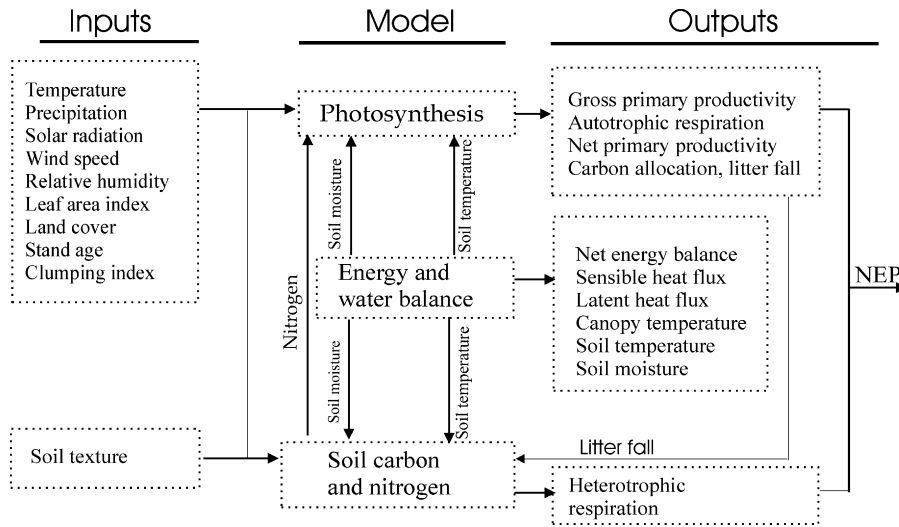 Inputs
Model
Outputs
Temperature
Precipitation
Solar radiation
Wind speed
Relative humidity
Leaf area index
Land cover
Stand age
Clumping index
Photosynthesis
Gross primary productivity
Autotrophic respiration
Net primary productivity
Carbon allocation, litter fall
Soil moisture
Soil temperature
Energy and
water balance
Net energy balance
Sensible heat flux
Latent heat flux
Canopy temperature
Soil temperature
Soil moisture
NEP
Nitrogen
Soil moisture
Soil temperature
Soil texture
Soil carbon
and nitrogen
Litter fall
Heterotrophic
respiration